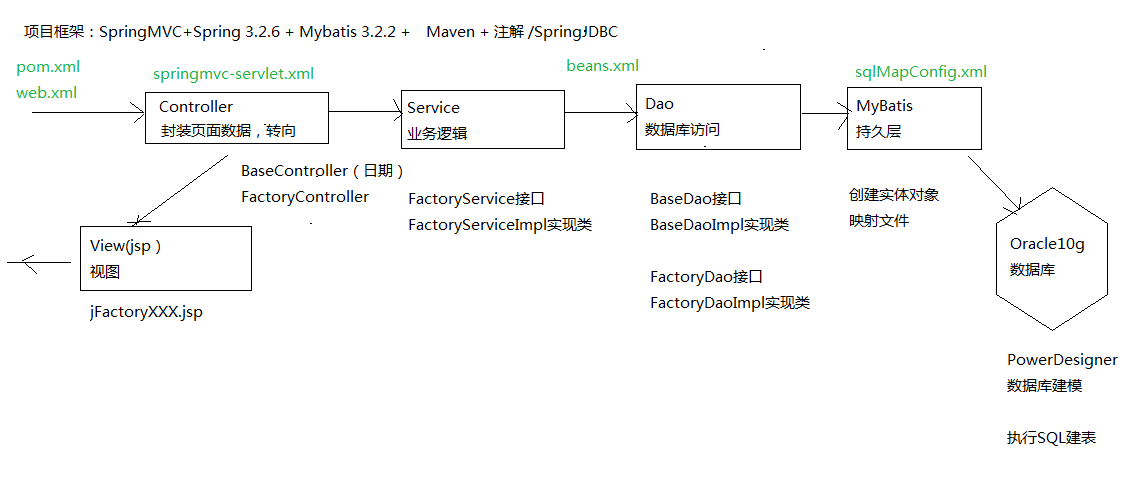 项目框架：SpringMVC+Spring 3.2.6 + Mybatis 3.2.2 + Maven + 注解 /SpringJDBC
pom.xml
web.xml
springmvc-servlet.xml
beans.xml
sqlMapConfig.xml
Controller
封装页面数据，转向
Service
业务逻辑
Dao
数据库访问
MyBatis
持久层
BaseController（日期）
FactoryController
FactoryService接口
FactoryServiceImpl实现类
BaseDao接口
BaseDaoImpl实现类
FactoryDao接口
FactoryDaoImpl实现类
创建实体对象
映射文件
View(jsp）
视图
jFactoryXXX.jsp
Oracle10g
数据库
PowerDesigner
数据库建模
执行SQL建表